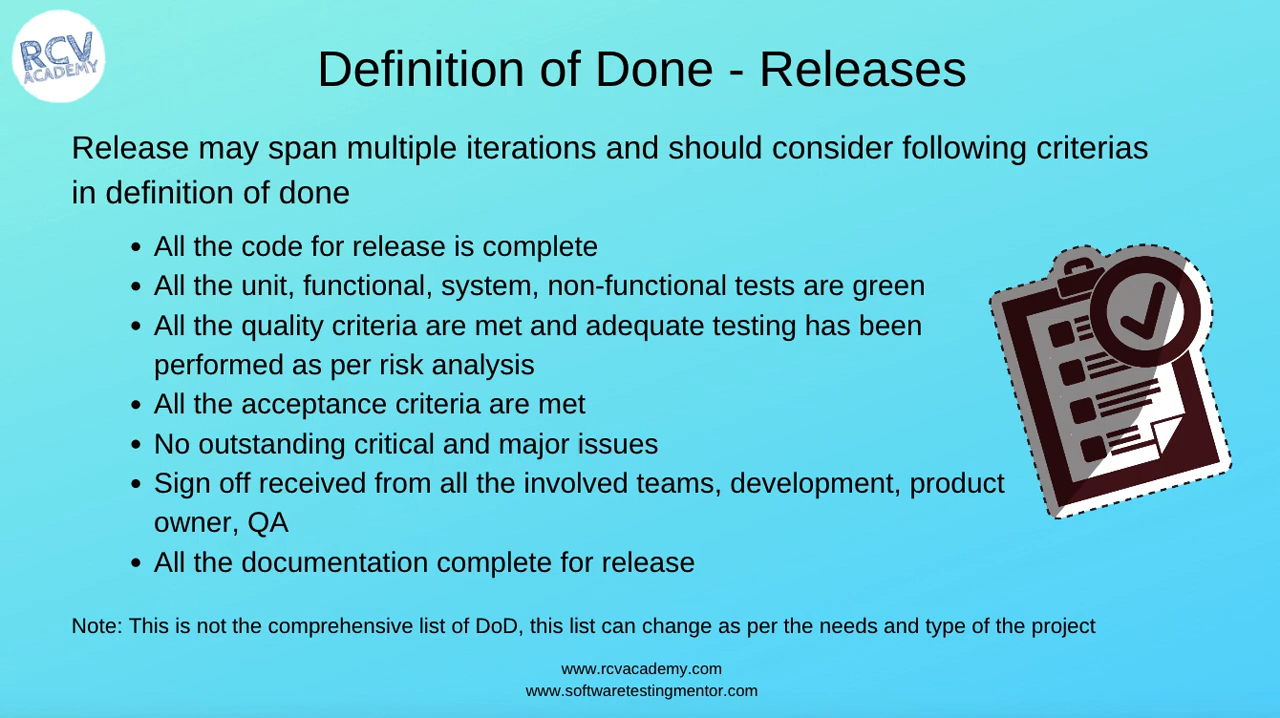 RCV
ACADEMY
Definition of Done - Releases
Release may span multiple iterations and should consider following criterias
in definition of done
• All the code for release is complete
• All the unit, functional, system, non-functional tests are green
• All the quality criteria are met and adequate testing has been
performed as per risk analysis
• All the acceptance criteria are met
• No outstanding critical and major issues
• Sign off received from all the involved teams, development, product
owner, QA
• All the documentation complete for release
Note: This is not the comprehensive list of DoD, this list can change as per the needs and type of the project
www.rcvacademy.com
www.softwaretestingmentor.com